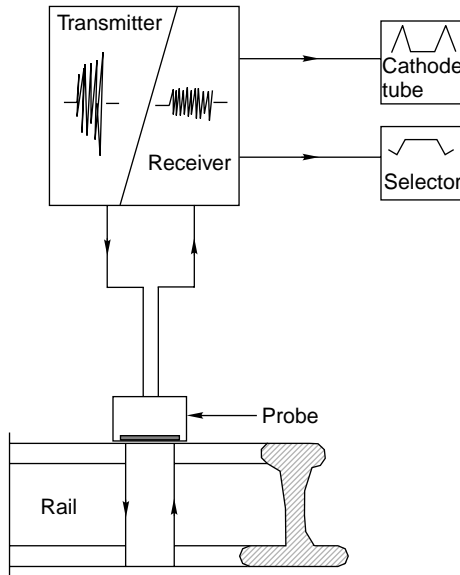 Transmitter
Receiver
Cathode
tube
Selector
Probe
Rail